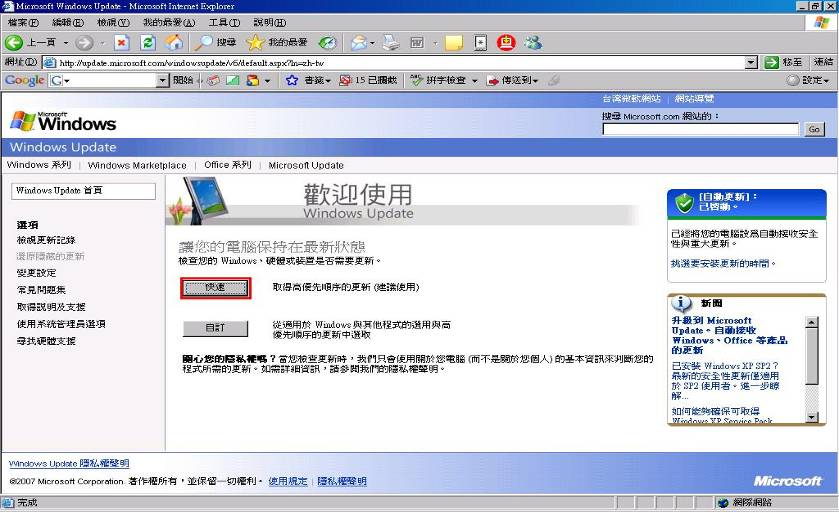 Microsoft Windows Update - Microsoft Internet Explorer
檔案(F) 編輯(E) 檢視(V) 我的最愛(A) 工具(T) 說明(H)
上一頁 搜尋 我的最愛
網址(D) http://update.microsoft.com/windowsupdate/v6/default.aspx?ln=zh-tw 移至 連結
Google G 開始 書籤 15 已攔截 拼字檢查 傳送到 設定
台灣微軟網站 | 網站導覽
Microsoft Windows
搜尋 Microsoft.com 網站的：
Go
Windows Update
Windows 系列 | Windows Marketplace | Office 系列 | Microsoft Update
Windows Update 首頁
選項
檢視更新記錄
還原隱藏的更新
變更設定
常見問題集
取得說明及支援
使用系統管理員選項
尋找硬體支援
歡迎使用
Windows Update
讓您的電腦保持在最新狀態
檢查您的 Windows、硬體或裝置是否需要更新。
快速 取得高優先順序的更新 (建議使用)
自訂 從適用於 Windows 與其他程式的選用與高
優先順序的更新中選取
關心您的隱私權嗎？當您檢查更新時，我們只會使用關於您電腦 (而不是關於您個人) 的基本資訊來判斷您的
程式所需的更新。如需詳細資訊，請參閱我們的隱私權聲明。
[自動更新]：
已啟動。
已經將您的電腦設為自動接收安全
性與重大更新。
挑選要安裝更新的時間。
新聞
升級到 Microsoft
Update。自動接收
Windows、Office 等產品
的更新
已安裝 Windows XP SP2？
最新的安全性更新僅適用
於 SP2 使用者。進一步瞭
解...
如何能夠確保可取得
Windows XP Service Pack
Windows Update 隱私權聲明
©2007 Microsoft Corporation. 著作權所有，並保留一切權利。 使用規定 | 隱私權聲明
Microsoft
完成 網際網路